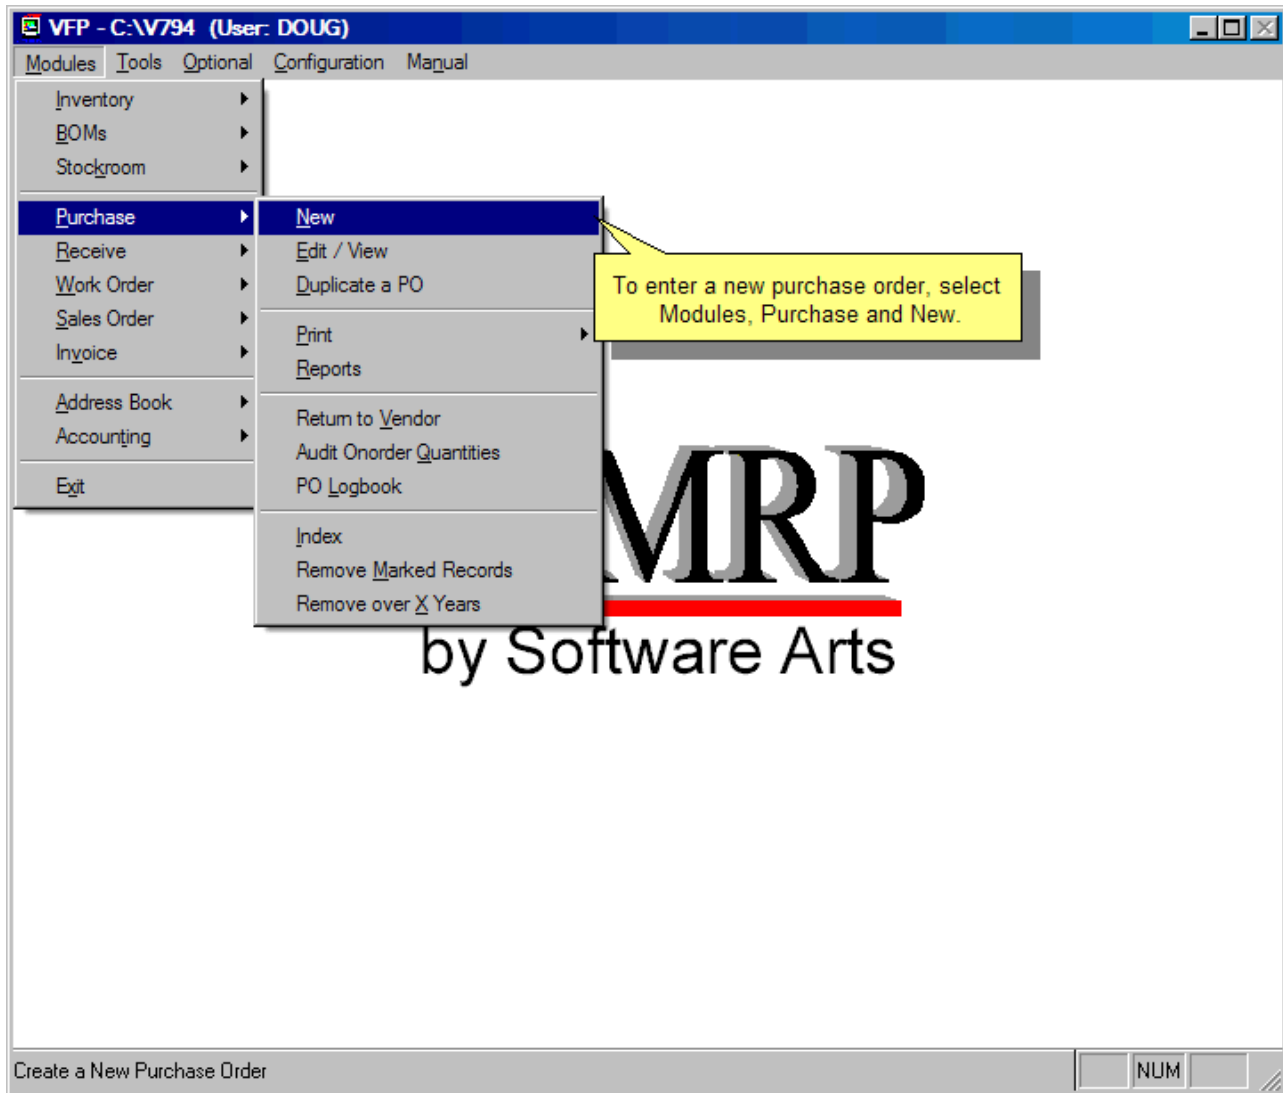 VFP - C:\V794 (User: DOUG)
Modules Tools Optional Configuration Manual
Inventory
BOMs
Stockroom
Purchase
Receive
Work Order
Sales Order
Invoice
Address Book
Accounting
Exit
New
Edit / View
Duplicate a PO
Print
Reports
Return to Vendor
Audit Onorder Quantities
PO Logbook
Index
Remove Marked Records
Remove over X Years
To enter a new purchase order, select
Modules, Purchase and New.
MRP
by Software Arts
Create a New Purchase Order
NUM